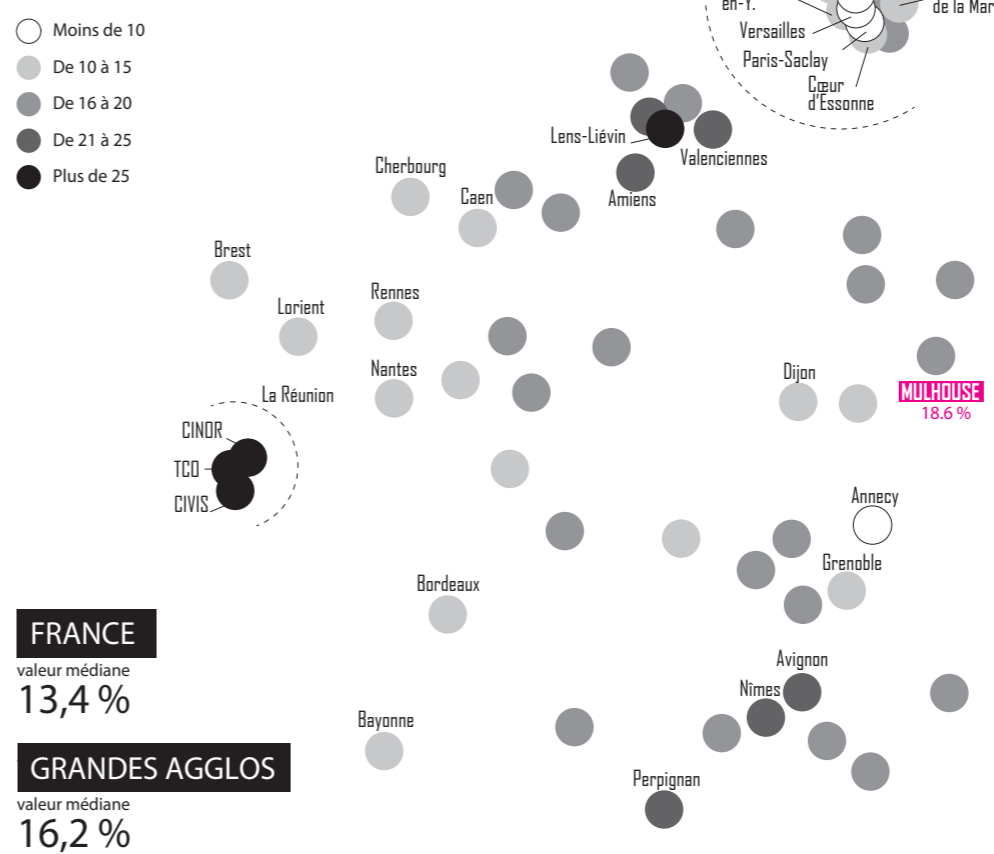 en-Y.
de la Mar
Versailles
Paris-Saclay
Cœur
d'Essonne
Moins de 10
De 10 à 15
De 16 à 20
De 21 à 25
Plus de 25
Lens-Liévin
Valenciennes
Amiens
Cherbourg
Caen
Brest
Lorient
Rennes
Nantes
Dijon
MULHOUSE
18.6 %
La Réunion
CINOR
TCO
CIVIS
Annecy
Grenoble
Bordeaux
Avignon
Nîmes
Bayonne
Perpignan
FRANCE
valeur médiane
13,4 %
GRANDES AGGLOS
valeur médiane
16,2 %